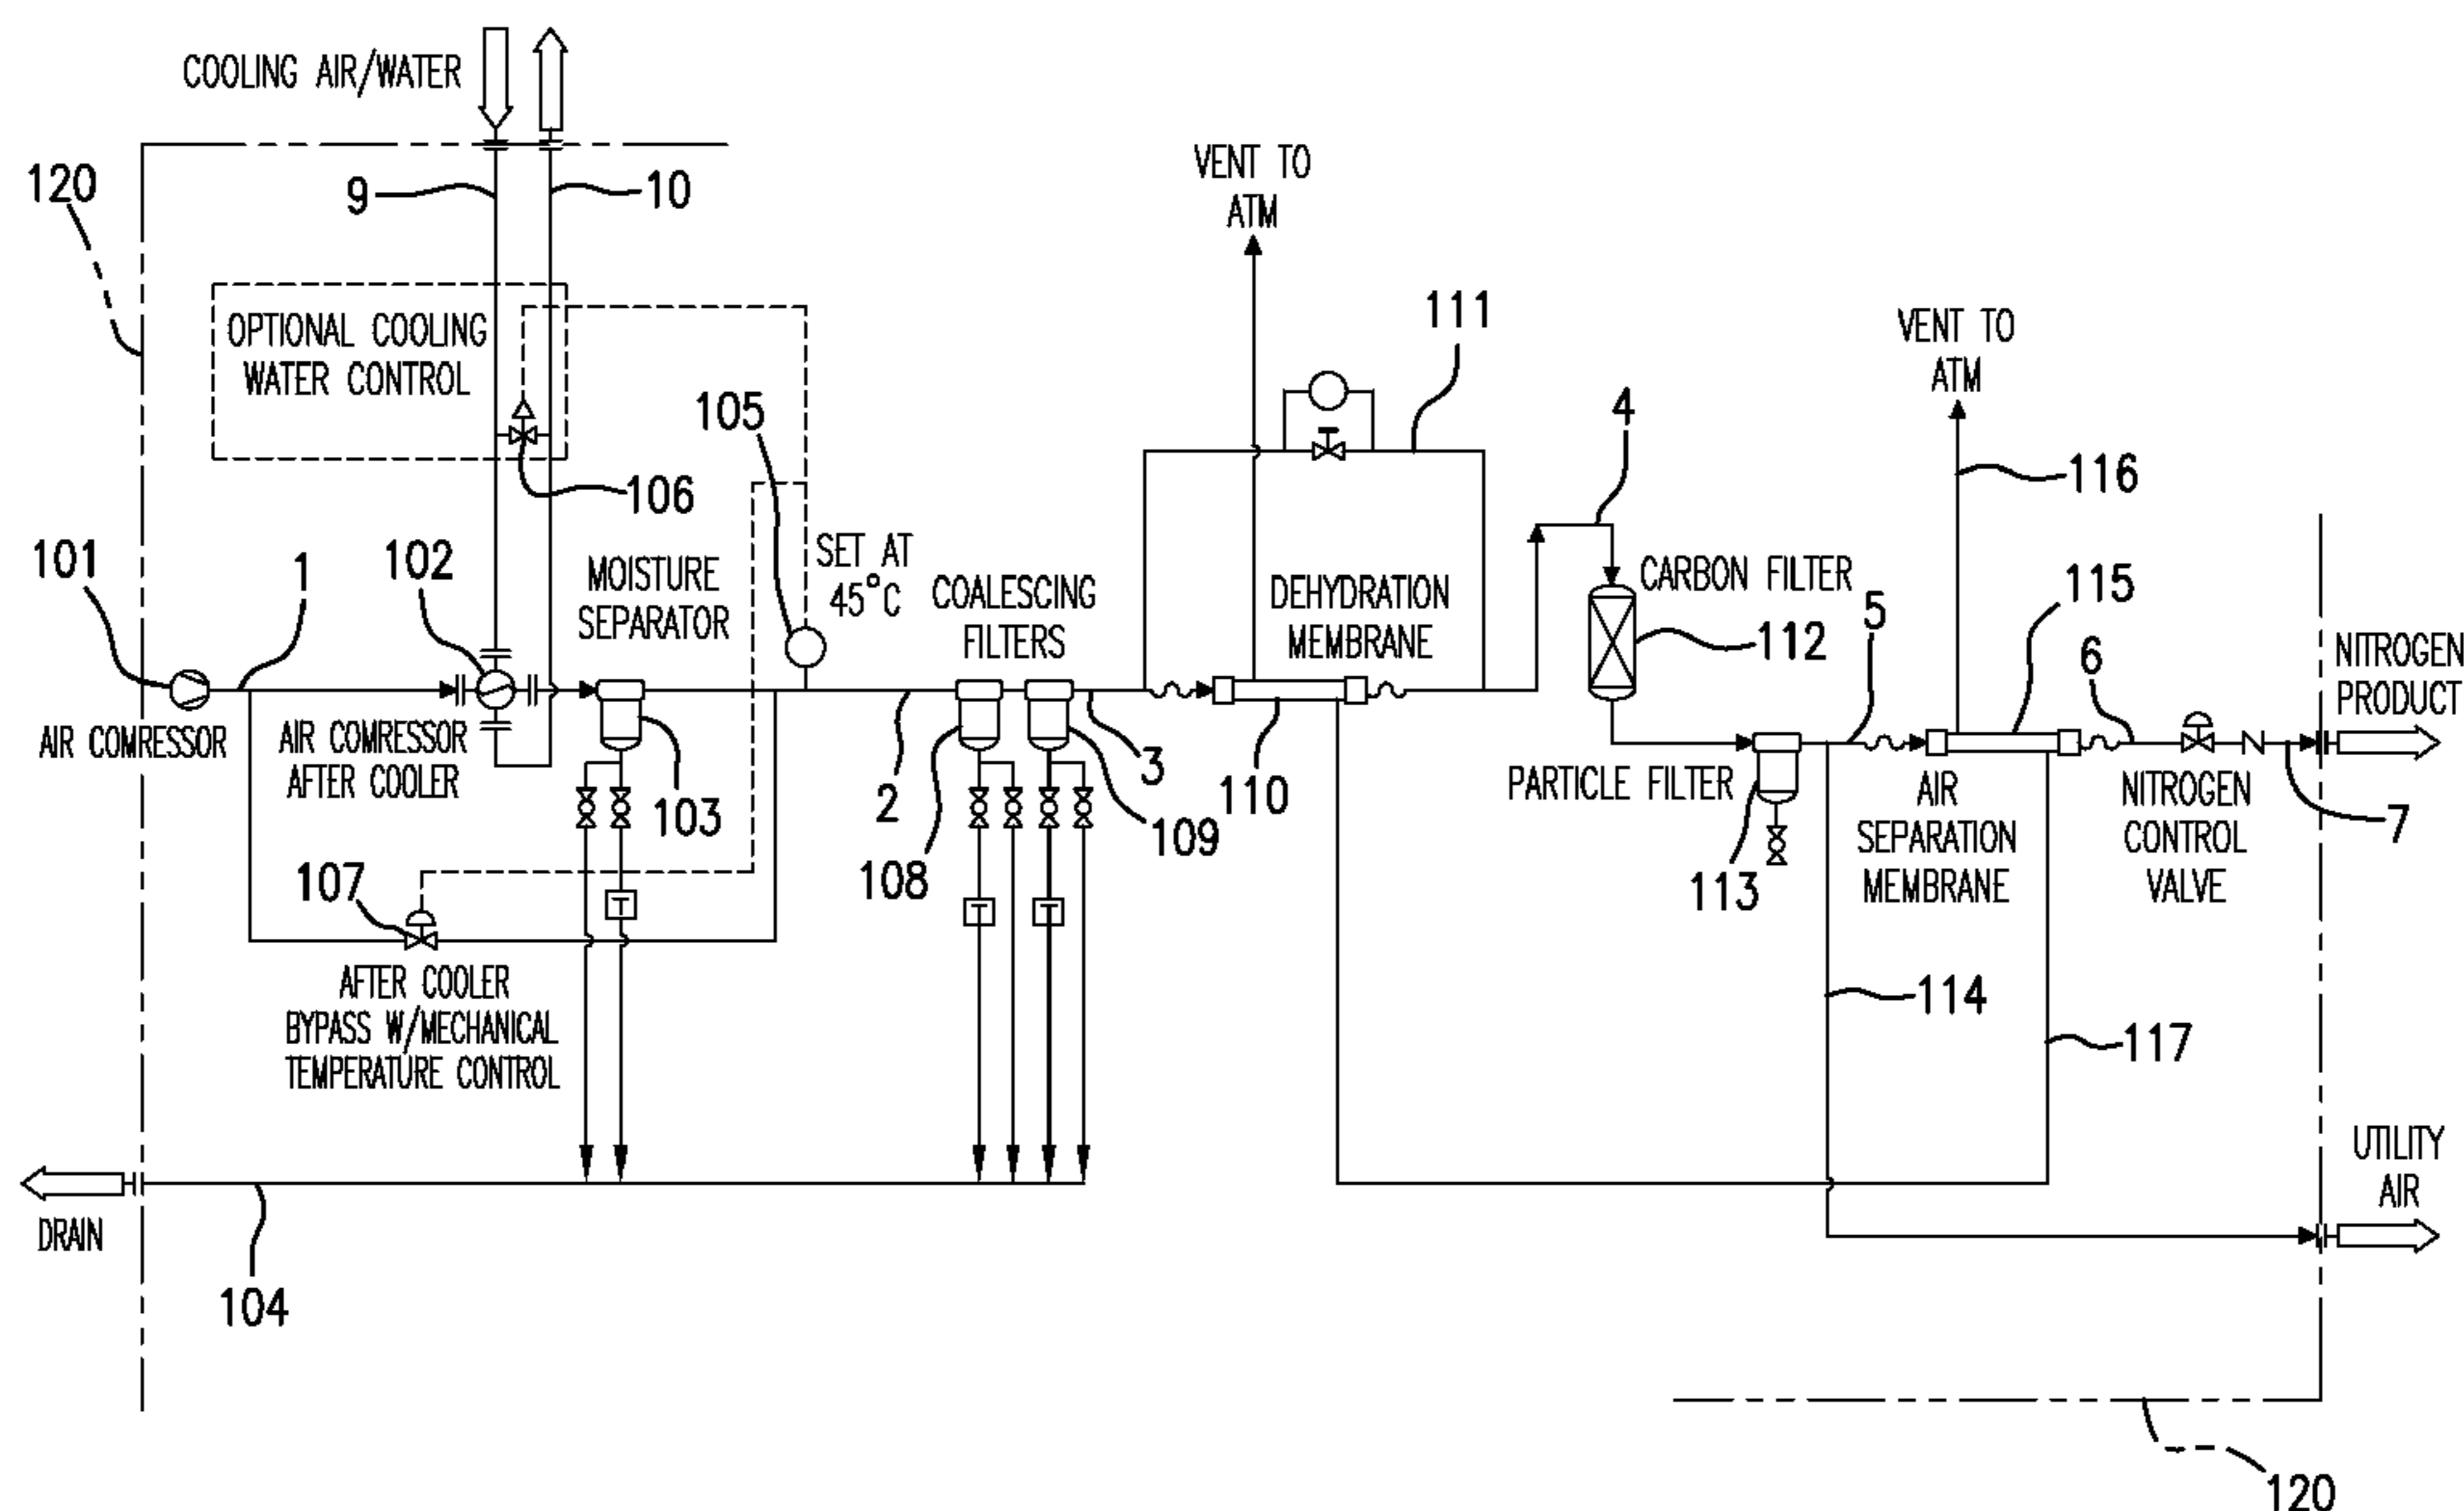 COOLING AIR/WATER
120
9
10
VENT TO
ATM
OPTIONAL COOLING
WATER CONTROL
111
VENT TO
ATM
105
4
106
116
101
1
102
MOISTURE
SEPARATOR
SET AT
45°C
COALESCING
FILTERS
DEHYDRATION
MEMBRANE
CARBON FILTER
112
5
115
6
NITROGEN
PRODUCT
AIR COMRESSOR
AIR COMRESSOR
AFTER COOLER
103
2
3
110
PARTICLE FILTER
AIR
SEPARATION
MEMBRANE
NITROGEN
CONTROL
VALVE
7
109
108
113
107
T
T
T
AFTER COOLER
BYPASS W/MECHANICAL
TEMPERATURE CONTROL
114
117
UTILITY
AIR
DRAIN
104
120